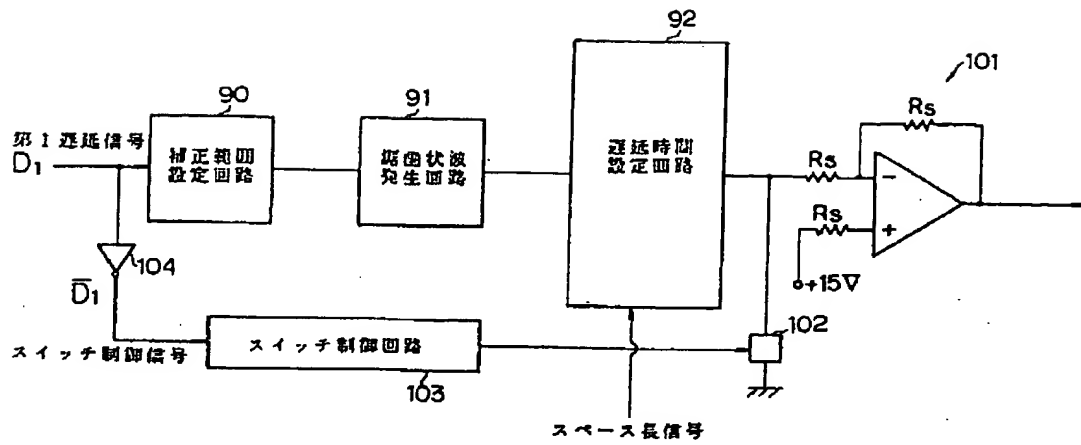 92
101
90
91
Rs
第1遅延信号
D1
補正範囲
設定回路
鋸歯状波
発生回路
遅延時間
設定回路
Rs
−
Rs
+
+15V
104
D̅1
102
スイッチ制御信号
スイッチ制御回路
103
スペース長信号